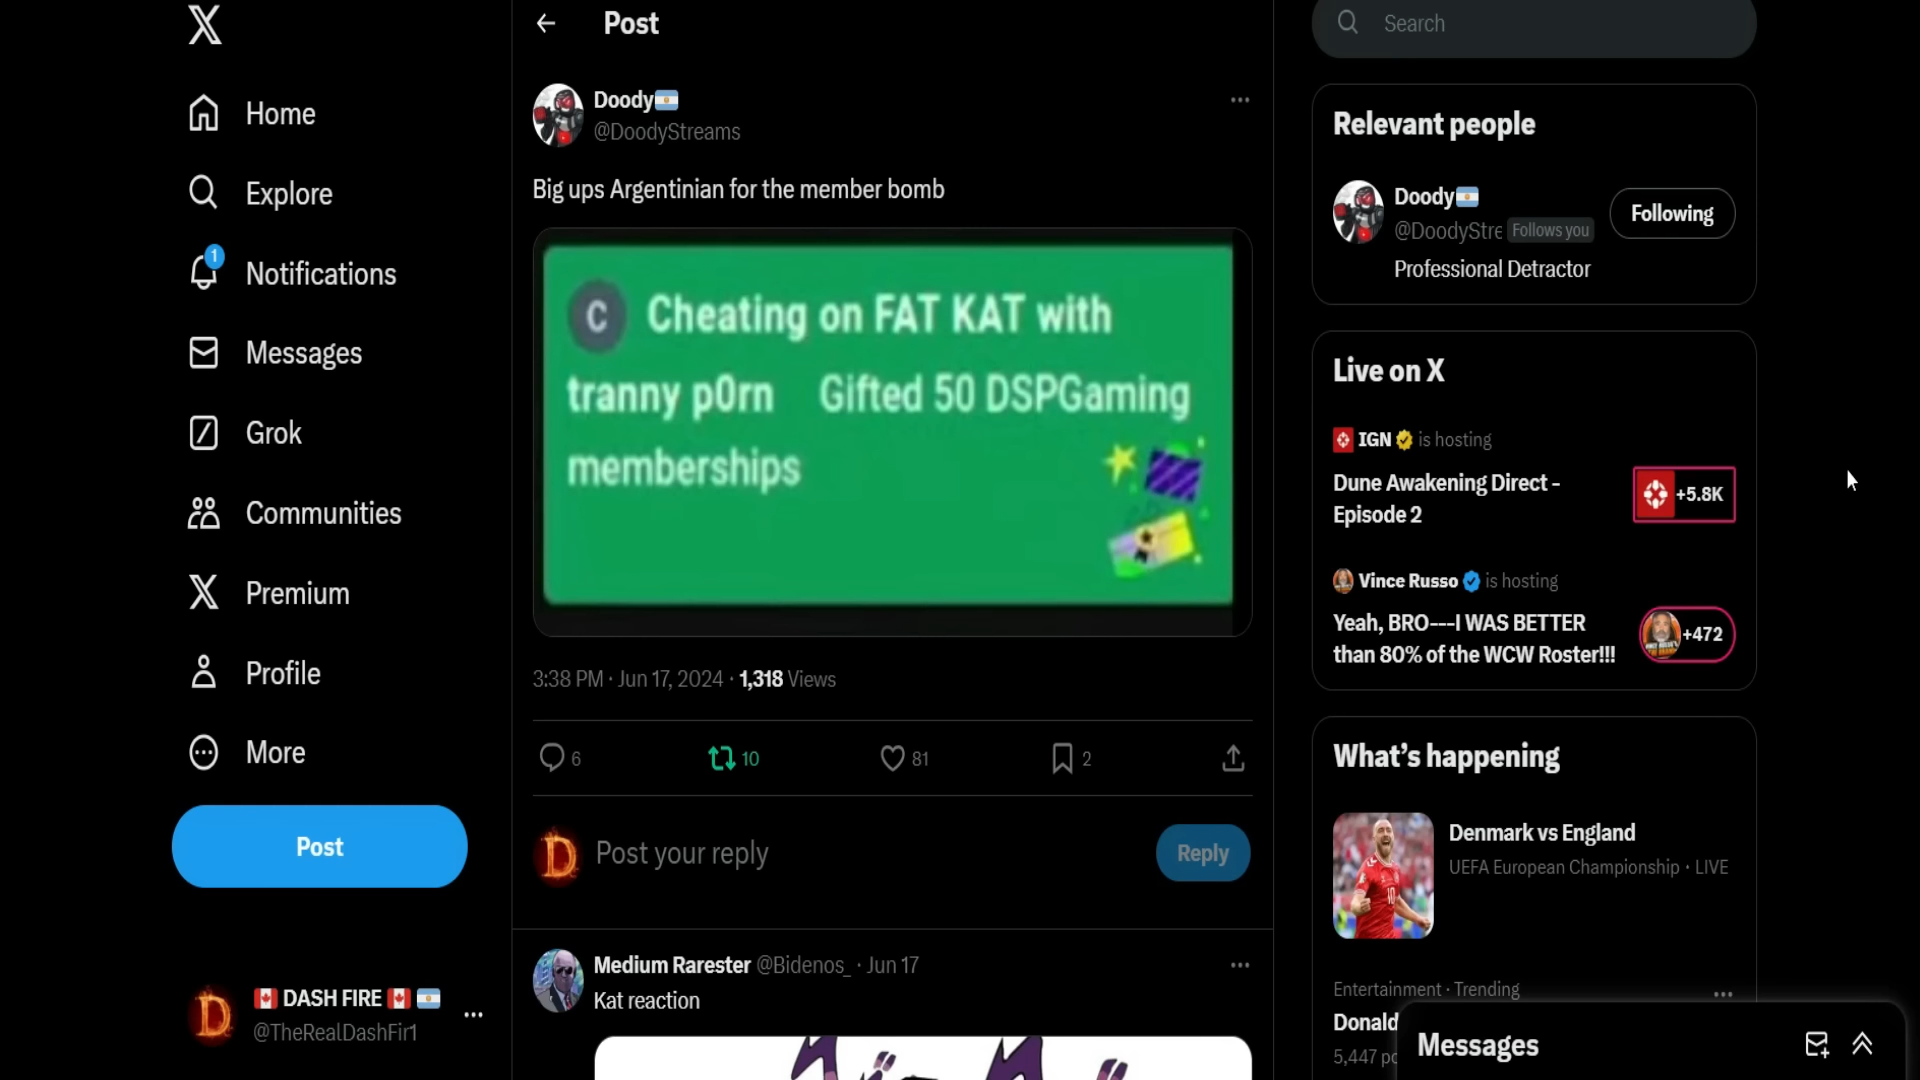 Home
Explore
1
Notifications
Messages
Grok
Communities
Premium
Profile
More
Post
DASH FIRE
@TheRealDashFir1
Post
Doody
@DoodyStreams
Big ups Argentinian for the member bomb
C Cheating on FAT KAT with
tranny p0rn Gifted 50 DSPGaming
memberships
3:38 PM · Jun 17, 2024 · 1,318 Views
6 10 81 2
D Post your reply
Reply
Medium Rarester @Bidenos_ · Jun 17
Kat reaction
Search
Relevant people
Doody
@DoodyStre Follows you
Following
Professional Detractor
Live on X
IGN is hosting
Dune Awakening Direct -
Episode 2
+5.8K
Vince Russo is hosting
Yeah, BRO---I WAS BETTER
than 80% of the WCW Roster!!!
+472
What's happening
Denmark vs England
UEFA European Championship · LIVE
Entertainment · Trending
Donald
5,447 po
Messages